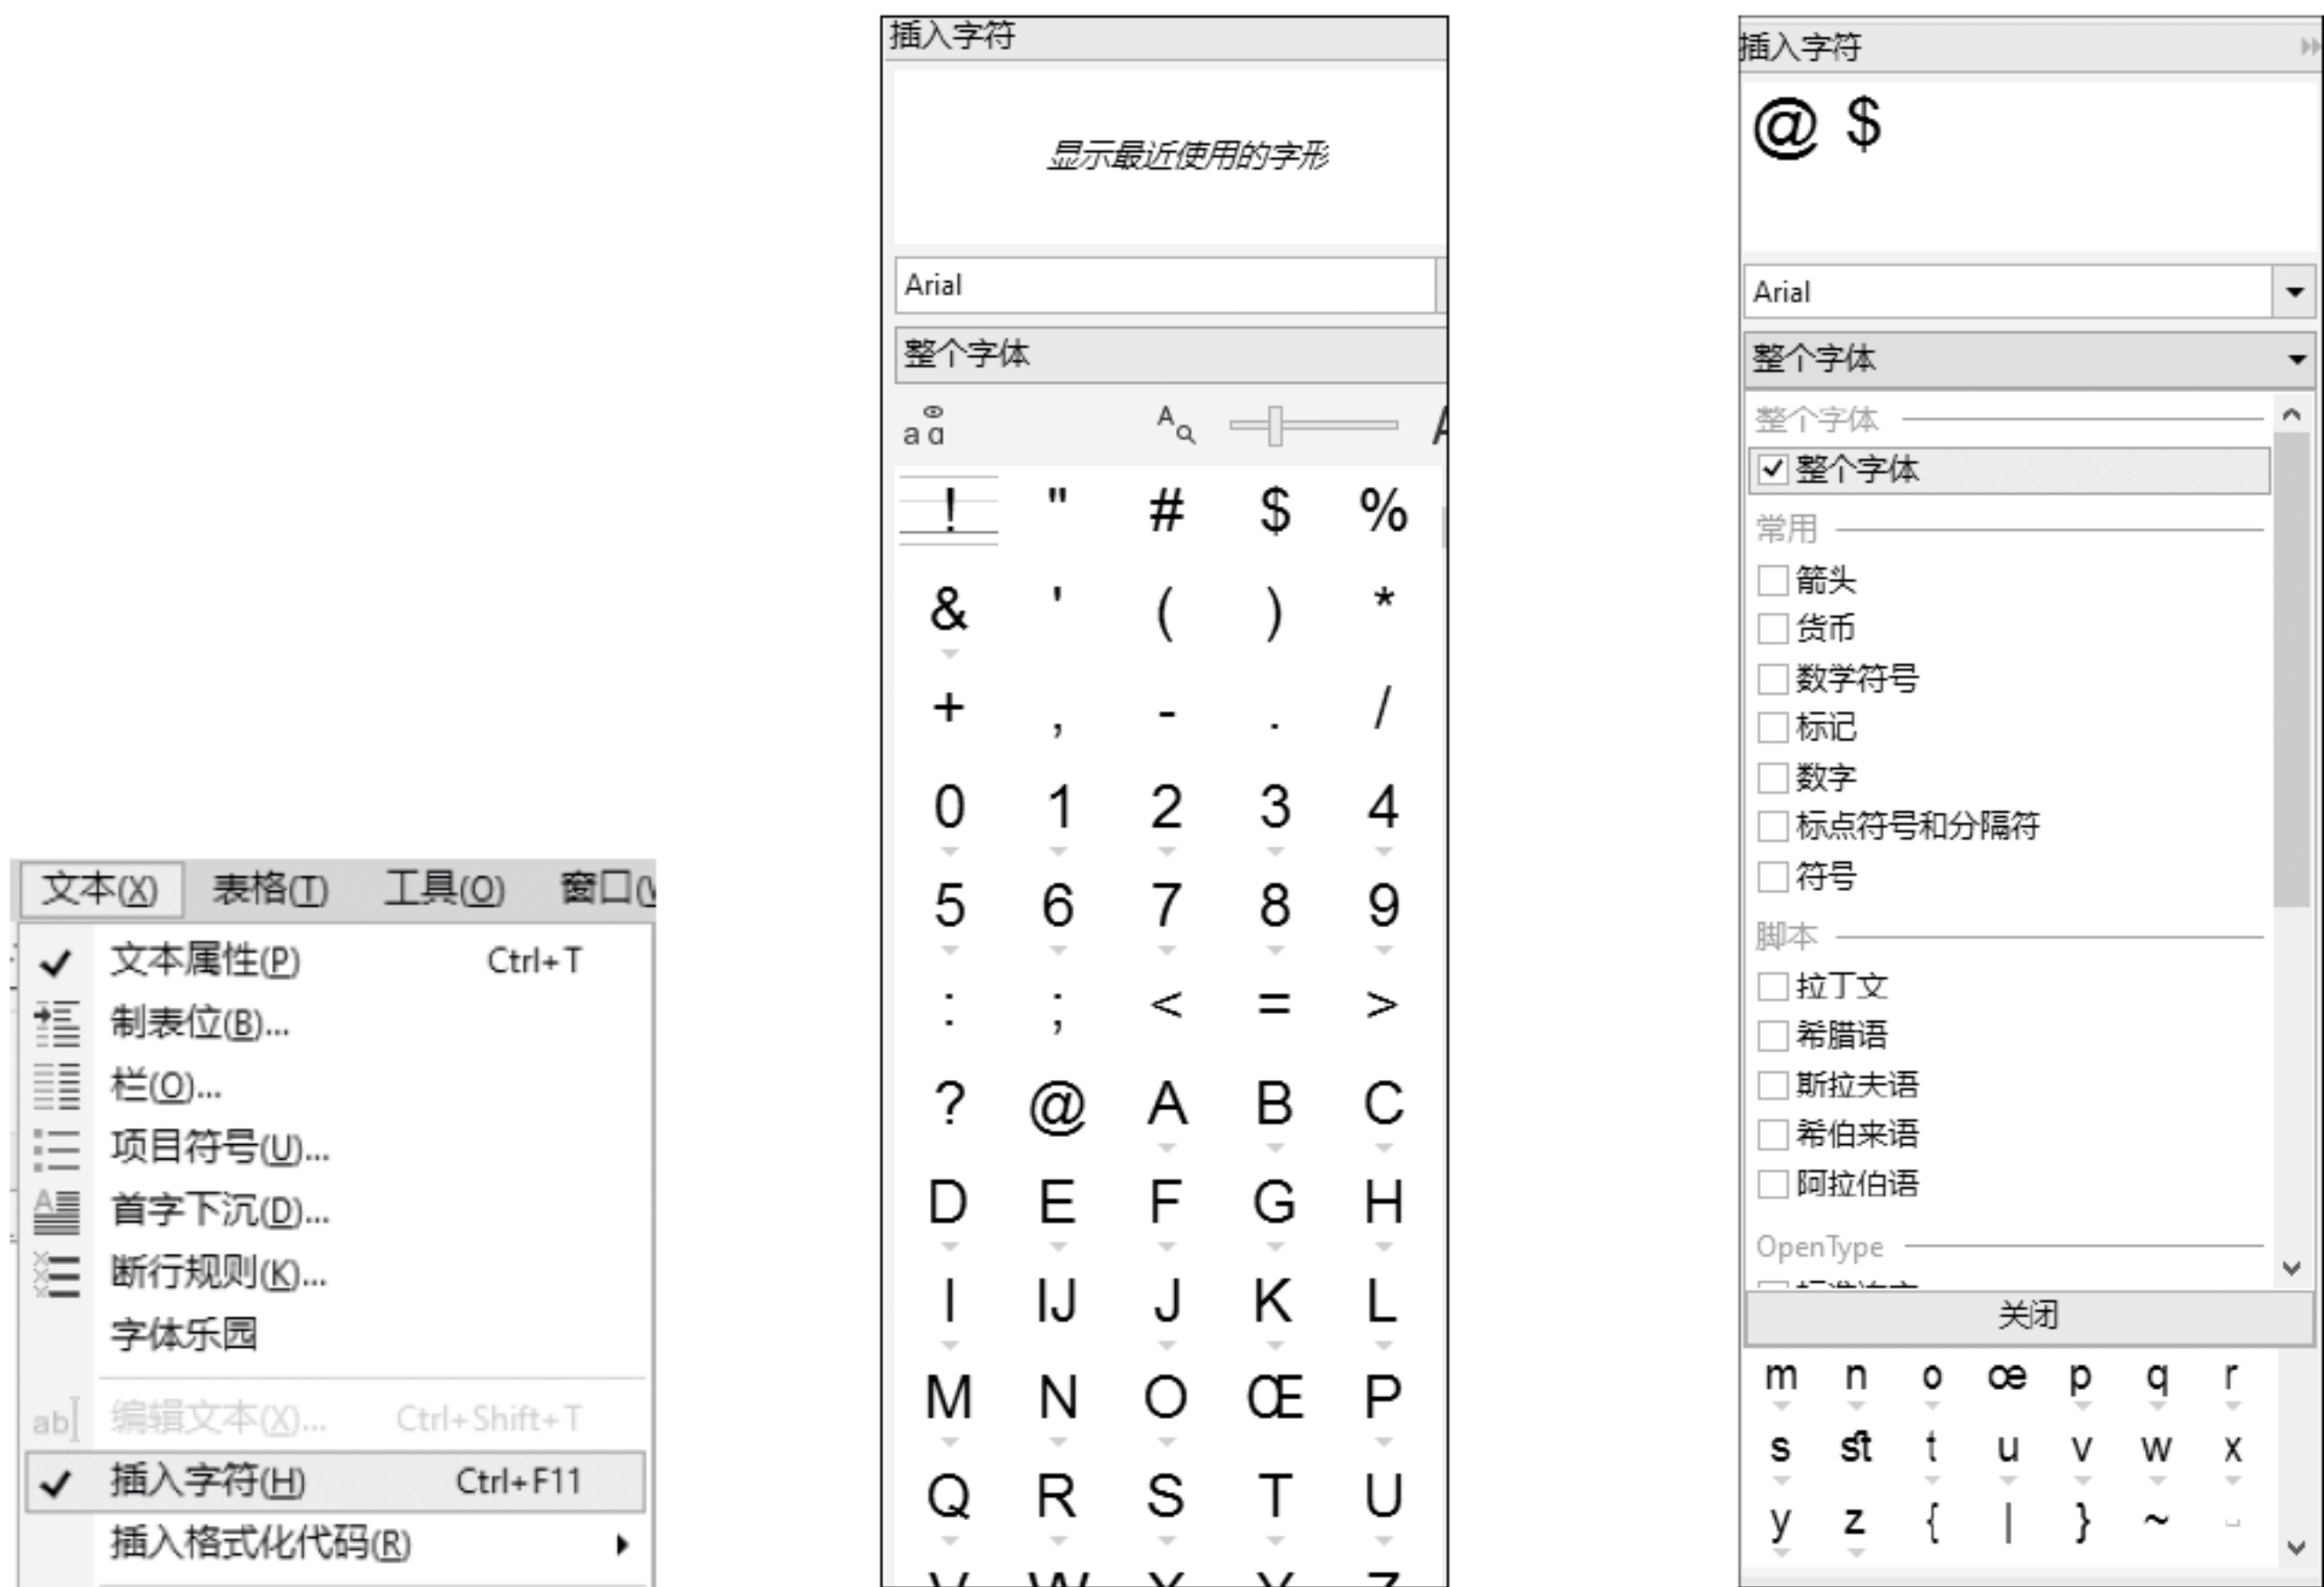 文本(X) 表格(T) 工具(O) 窗口(
文本属性(P) Ctrl+T
制表位(B)...
栏(O)...
项目符号(U)...
首字下沉(D)...
断行规则(K)...
字体乐园
编辑文本(X)... Ctrl+Shift+T
插入字符(H) Ctrl+F11
插入格式化代码(R)
插入字符
显示最近使用的字形
Arial
整个字体
! " # $ %
& ' ( ) *
+ , - . /
0 1 2 3 4
5 6 7 8 9
: ; < = >
? @ A B C
D E F G H
I IJ J K L
M N O Œ P
Q R S T U
V W X Y Z
插入字符
@ $
Arial
整个字体
整个字体
整个字体
常用
箭头
货币
数学符号
标记
数字
标点符号和分隔符
符号
脚本
拉丁文
希腊语
斯拉夫语
希伯来语
阿拉伯语
OpenType
关闭
m n o œ p q r
s st t u v w x
y z { | } ~